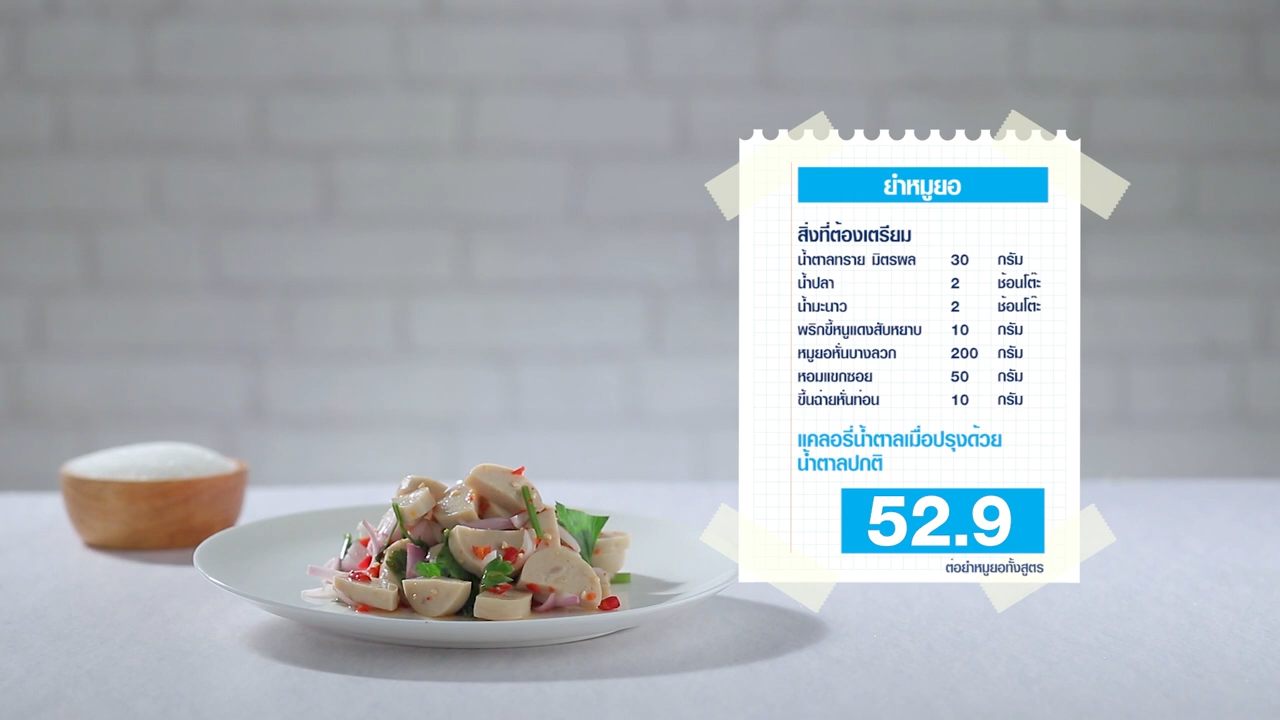 ยำหมูยอ
สิ่งที่ต้องเตรียม
น้ำตาลทราย มิตรผล 30 กรัม
น้ำปลา 2 ช้อนโต๊ะ
น้ำมะนาว 2 ช้อนโต๊ะ
พริกขี้หนูแดงสับหยาบ 10 กรัม
หมูยอหั่นบางลวก 200 กรัม
หอมแขกซอย 50 กรัม
ขึ้นฉ่ายหั่นท่อน 10 กรัม
แคลอรี่น้ำตาลเมื่อปรุงด้วย
น้ำตาลปกติ
52.9
ต่อยำหมูยอทั้งสูตร